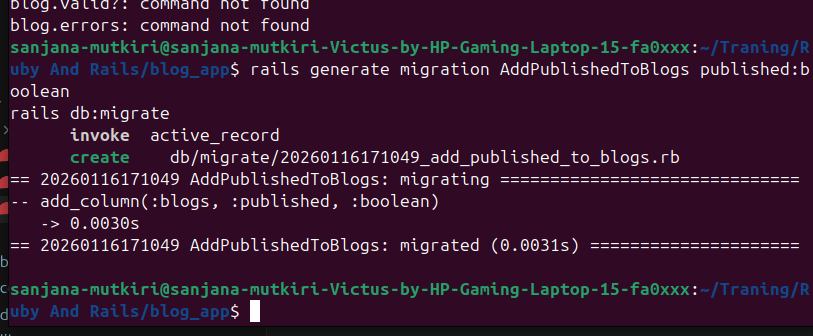 blog.valid?: command not found
blog.errors: command not found
sanjana-mutkiri@sanjana-mutkiri-Victus-by-HP-Gaming-Laptop-15-fa0xxx:~/Traning/R
uby And Rails/blog_app$ rails generate migration AddPublishedToBlogs published:b
oolean
rails db:migrate
      invoke  active_record
      create    db/migrate/20260116171049_add_published_to_blogs.rb
== 20260116171049 AddPublishedToBlogs: migrating =============================
-- add_column(:blogs, :published, :boolean)
   -> 0.0030s
== 20260116171049 AddPublishedToBlogs: migrated (0.0031s) =====================
sanjana-mutkiri@sanjana-mutkiri-Victus-by-HP-Gaming-Laptop-15-fa0xxx:~/Traning/R
uby And Rails/blog_app$